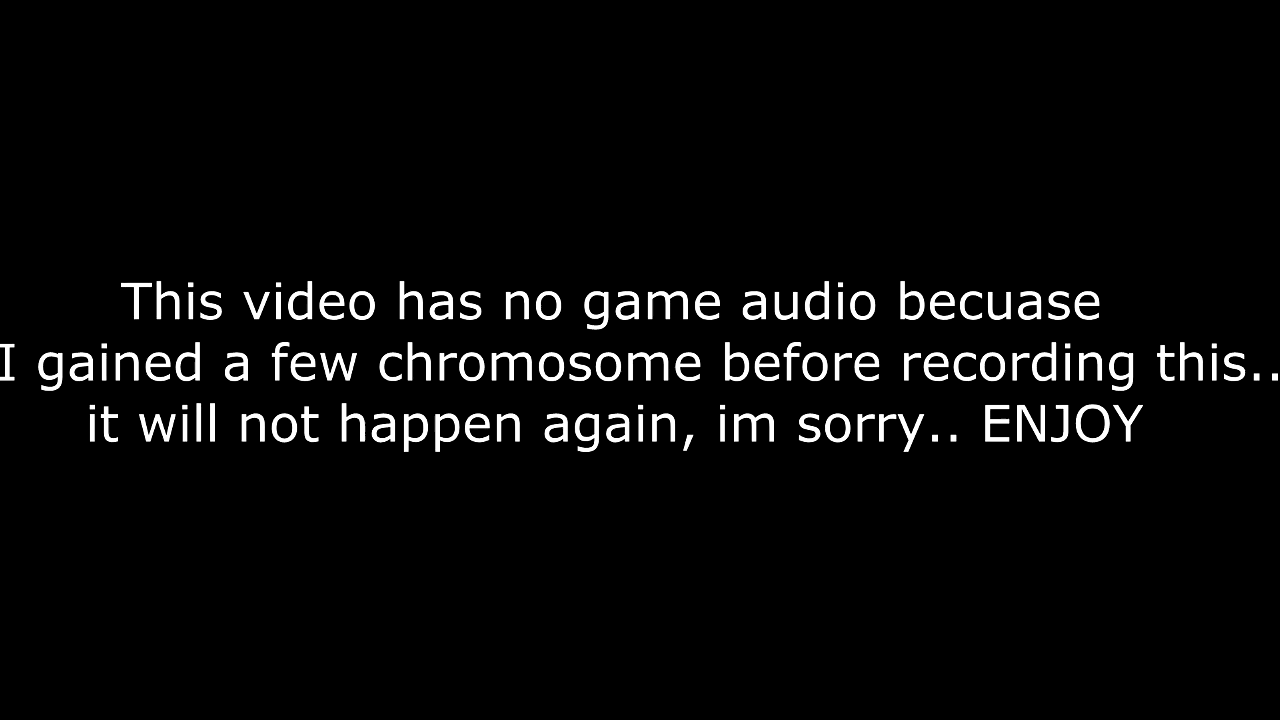 This video has no game audio becuase
I gained a few chromosome before recording this..
it will not happen again, im sorry.. ENJOY